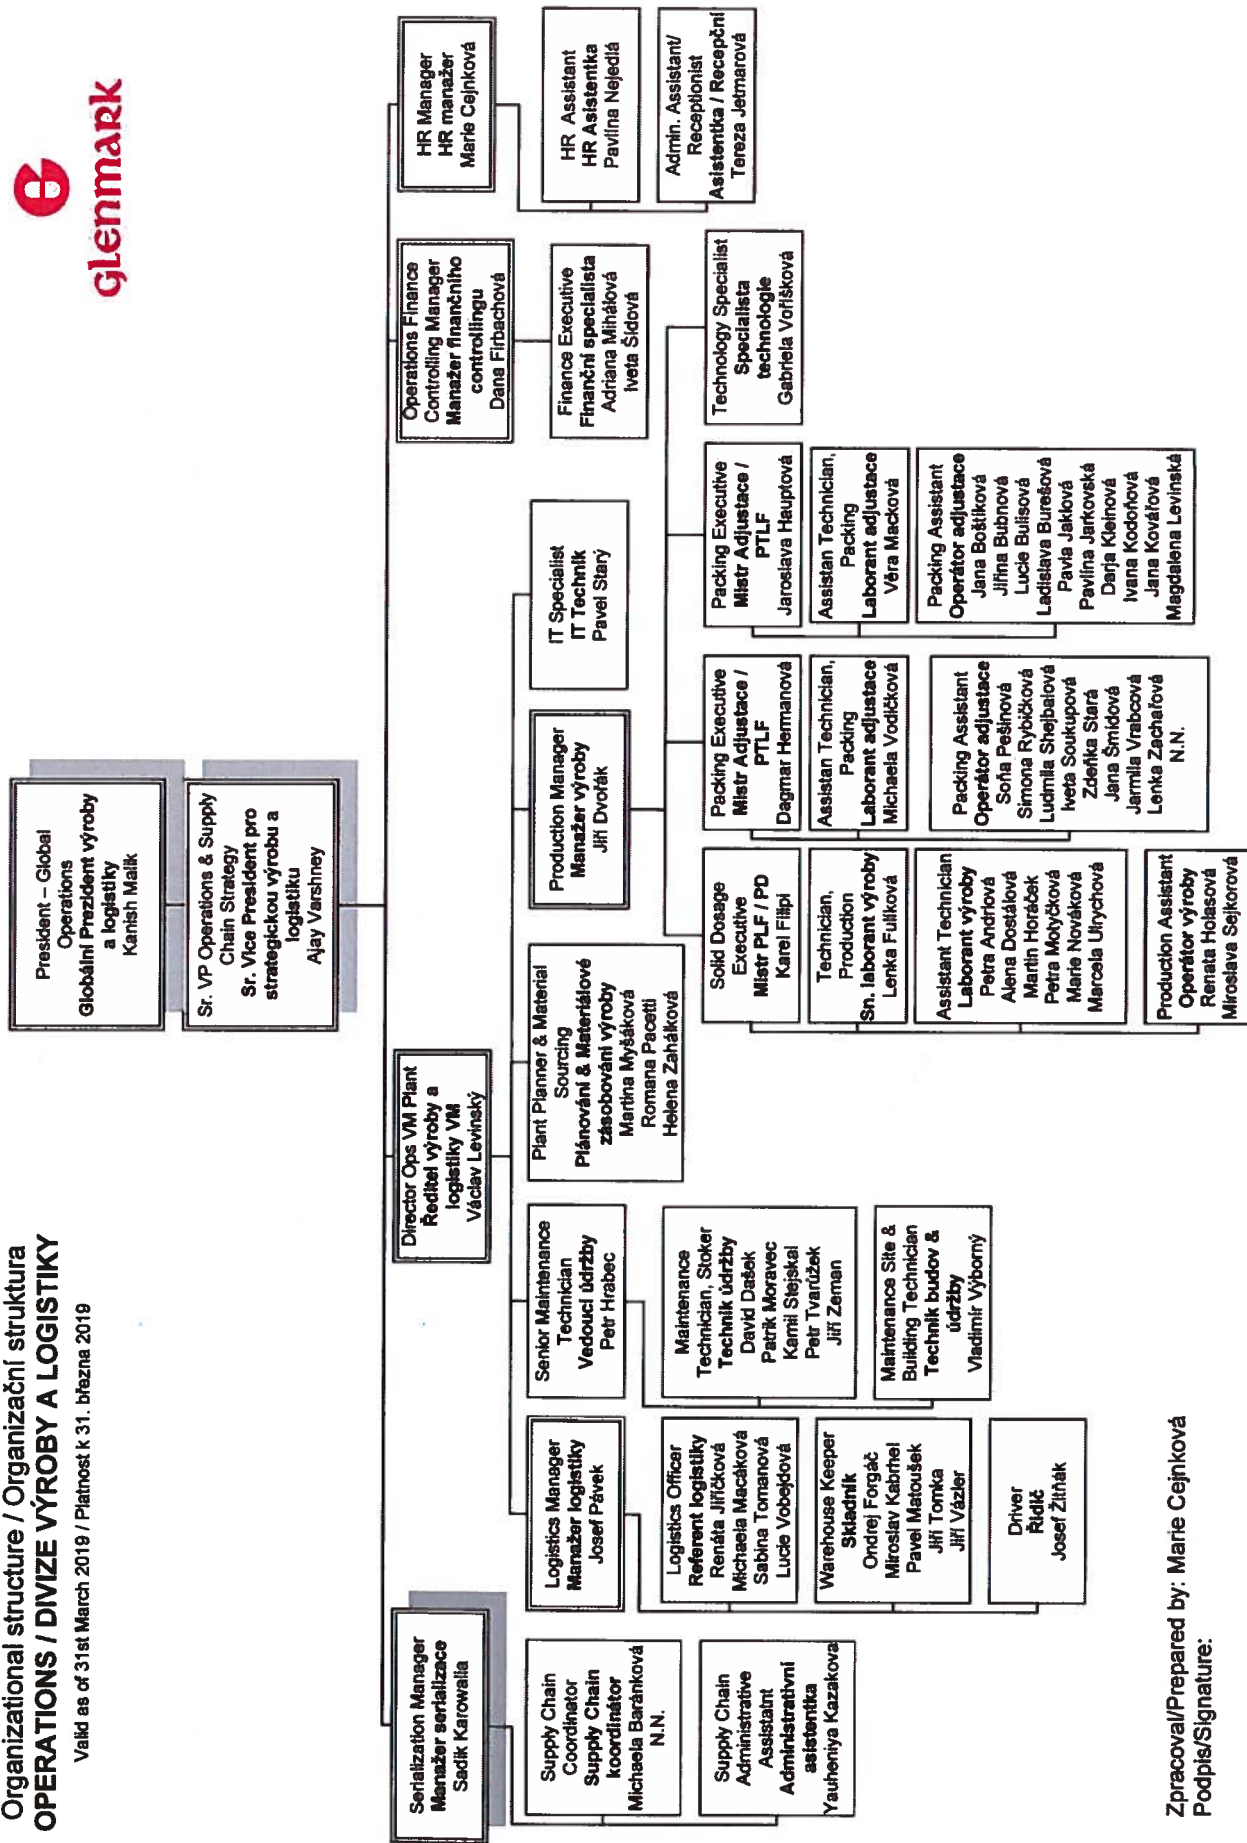 Organizational structure / Organizační struktura
OPERATIONS / DIVIZE VÝROBY A LOGISTIKY
Valid as of 31st March 2019 / Platnost k 31. března 2019
glenmark
President – Global
Operations
Globální Prezident výroby
a logistiky
Kanish Malik
Sr. VP Operations & Supply
Chain Strategy
Sr. Vice President pro
strategickou výrobu a
logistiku
Ajay Varshney
Serialization Manager
Manažer serializace
Sadik Karowalla
Supply Chain
Coordinator
Supply Chain
koordinátor
Michaela Baránková
N.N.
Supply Chain
Administrative
Assistatnt
Administrativní
asistentka
Yauheniya Kazakova
Director Ops VM Plant
Ředitel výroby a
logistiky VM
Václav Levinský
Logistics Manager
Manažer logistiky
Josef Pávek
Logistics Officer
Referent logistiky
Renáta Jiříčková
Michaela Macáková
Sabina Tomanová
Lucie Vobejdová
Warehouse Keeper
Skladník
Ondrej Forgáč
Miroslav Kabrhel
Pavel Matoušek
Jiří Tomka
Jiří Vázler
Driver
Řidič
Josef Žitňák
Senior Maintenance
Technician
Vedoucí údržby
Petr Hrabec
Maintenance
Technician, Stoker
Technik údržby
David Dašek
Patrik Moravec
Kamil Stejskal
Petr Tvarůžek
Jiří Zeman
Maintenance Site &
Building Technician
Technik budov &
údržby
Vladimír Výborný
Plant Planner & Material
Sourcing
Plánování & Materiálové
zásobování výroby
Martina Myšáková
Romana Pacetti
Helena Zahálková
Production Manager
Manažer výroby
Jiří Dvořák
Solid Dosage
Executive
Mistr PLF / PD
Karel Filipi
Technician,
Production
Sn. laborant výroby
Lenka Fulíková
Assistant Technician
Laborant výroby
Petra Andrlová
Alena Dostálová
Martin Horáček
Petra Motyčková
Marie Nováková
Marcela Ulrychová
Production Assistant
Operátor výroby
Renata Holasová
Miroslava Sejkorová
Packing Executive
Mistr Adjustace /
PTLF
Dagmar Hermanová
Assistan Technician,
Packing
Laborant adjustace
Michaela Vodičková
Packing Assistant
Operátor adjustace
Soňa Pešinová
Simona Rybičková
Ludmila Shejbalová
Iveta Soukupová
Zdeňka Stará
Jana Šmídová
Jarmila Vrabcová
Lenka Zachařová
N.N.
Packing Executive
Mistr Adjustace /
PTLF
Jaroslava Hauptová
Assistan Technician,
Packing
Laborant adjustace
Věra Macková
Packing Assistant
Operátor adjustace
Jana Boštíková
Jiřina Bubnová
Lucie Bulisová
Ladislava Burešová
Pavla Jaklová
Pavlína Jarkovská
Darja Kleinová
Ivana Kodoňová
Jana Kovářová
Magdalena Levinská
Technology Specialist
Specialista
technologie
Gabriela Voříšková
IT Specialist
IT Technik
Pavel Starý
Operations Finance
Controlling Manager
Manažer finančního
controllingu
Dana Firbachová
Finance Executive
Finanční specialista
Adriana Mihálová
Iveta Šídová
HR Manager
HR manažer
Marie Cejnková
HR Assistant
HR Asistentka
Pavlína Nejedlá
Admin. Assistant/
Receptionist
Asistentka / Recepční
Tereza Jetmarová
Zpracoval/Prepared by: Marie Cejnková
Podpis/Signature: